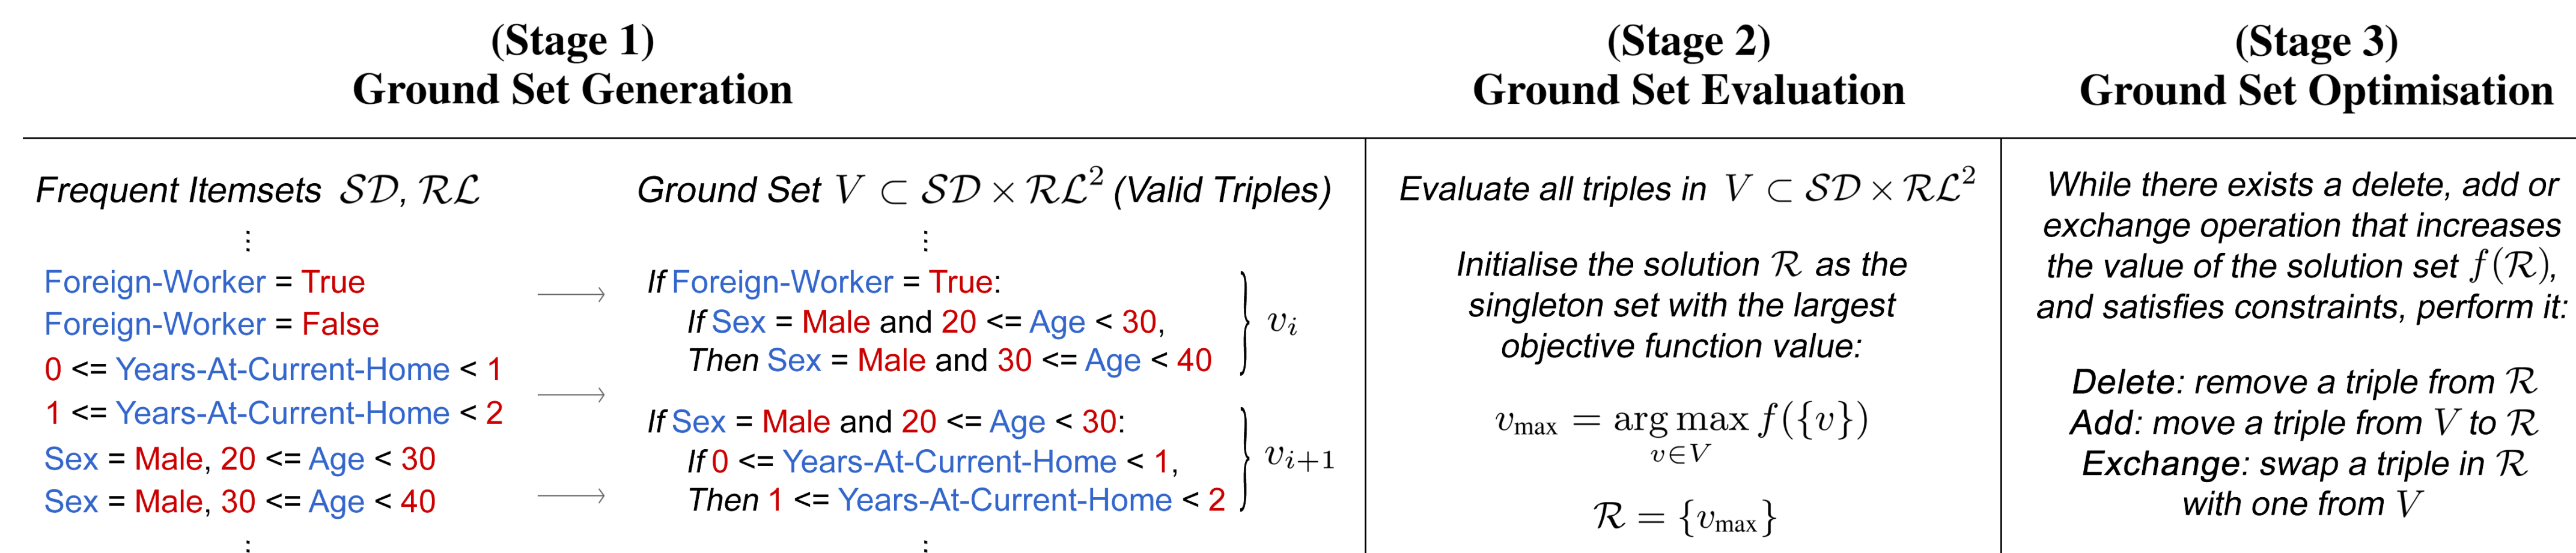 (Stage 1)
Ground Set Generation
Frequent Itemsets 𝒮𝒟, ℛℒ
⋮
Foreign-Worker = True
Foreign-Worker = False
0 <= Years-At-Current-Home < 1
1 <= Years-At-Current-Home < 2
Sex = Male, 20 <= Age < 30
Sex = Male, 30 <= Age < 40
⋮
Ground Set V ⊂ 𝒮𝒟 × ℛℒ² (Valid Triples)
⋮
If Foreign-Worker = True:
If Sex = Male and 20 <= Age < 30,
Then Sex = Male and 30 <= Age < 40
v_i
If Sex = Male and 20 <= Age < 30:
If 0 <= Years-At-Current-Home < 1,
Then 1 <= Years-At-Current-Home < 2
v_{i+1}
⋮
(Stage 2)
Ground Set Evaluation
Evaluate all triples in V ⊂ 𝒮𝒟 × ℛℒ²
Initialise the solution ℛ as the
singleton set with the largest
objective function value:
v_max = arg max f({v})
v∈V
ℛ = {v_max}
(Stage 3)
Ground Set Optimisation
While there exists a delete, add or
exchange operation that increases
the value of the solution set f(ℛ),
and satisfies constraints, perform it:
Delete: remove a triple from ℛ
Add: move a triple from V to ℛ
Exchange: swap a triple in ℛ
with one from V